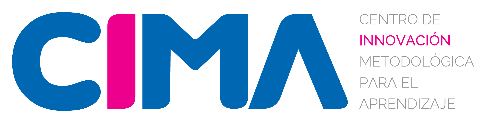 CIMA
CENTRO DE
INNOVACIÓN
METODOLÓGICA
PARA EL
APRENDIZAJE